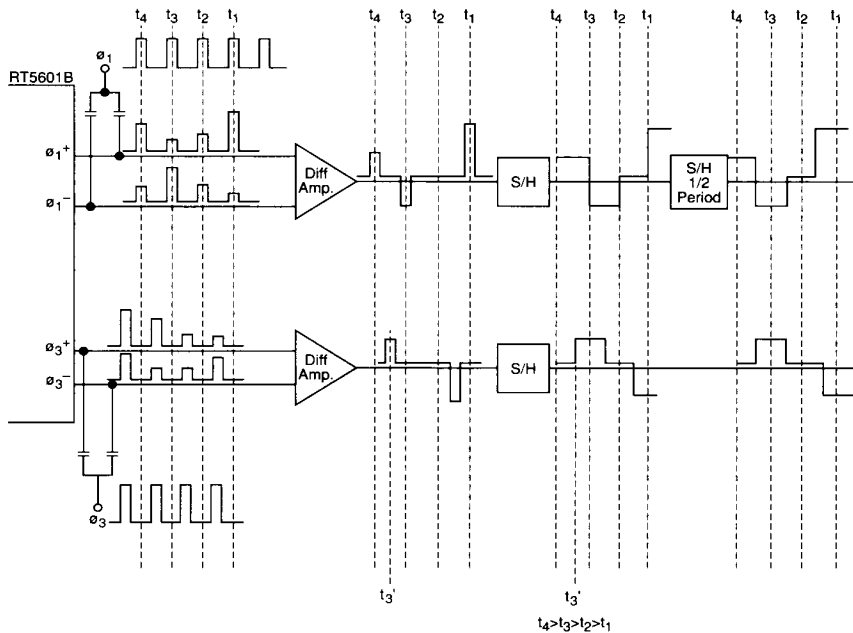 t4 t3 t2 t1 t4 t3 t2 t1 t4 t3 t2 t1 t4 t3 t2 t1
ø1
RT5601B
ø1+
Diff
Amp.
S/H
S/H
1/2
Period
ø1−
ø3+
Diff
Amp.
S/H
ø3−
ø3
t3' t3'
t4>t3>t2>t1